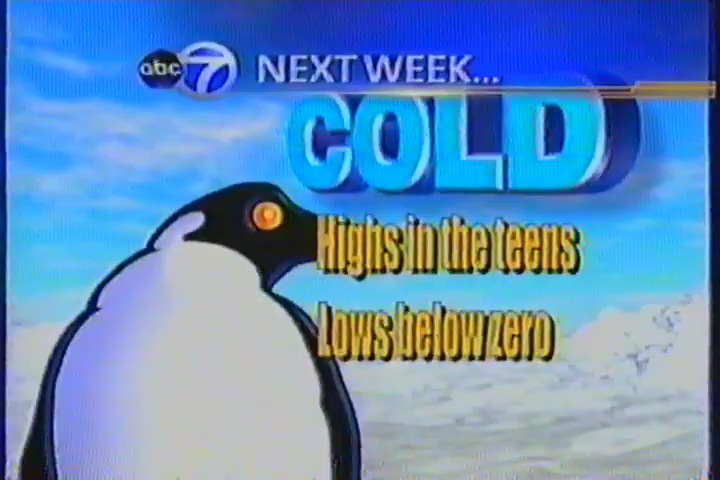 abc 7 NEXT WEEK...
COLD
Highs in the teens
Lows below zero